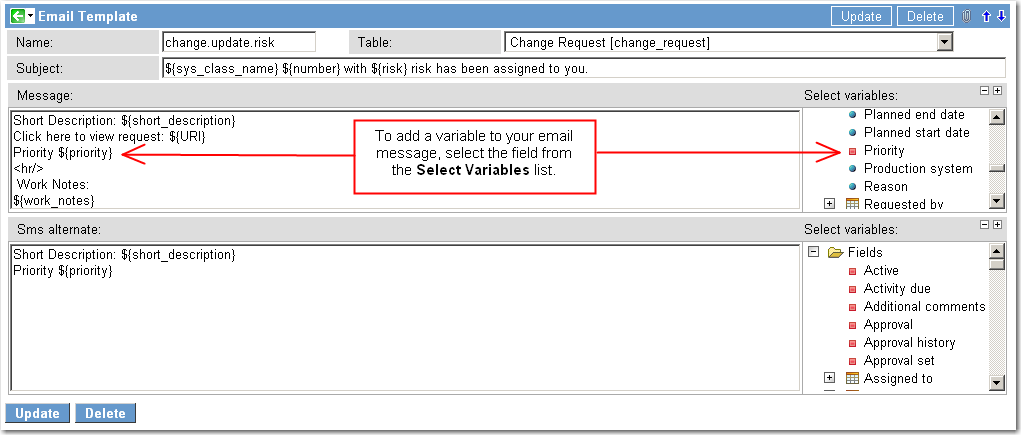 Email Template Update Delete
Name: change.update.risk Table: Change Request [change_request]
Subject: ${sys_class_name} ${number} with ${risk} risk has been assigned to you.
Message: Select variables:
Short Description: ${short_description}
Click here to view request: ${URI}
Priority ${priority}
<hr/>
Work Notes:
${work_notes}
To add a variable to your email
message, select the field from
the Select Variables list.
Planned end date
Planned start date
Priority
Production system
Reason
Requested by
Sms alternate: Select variables:
Short Description: ${short_description}
Priority ${priority}
Fields
Active
Activity due
Additional comments
Approval
Approval history
Approval set
Assigned to
Update Delete